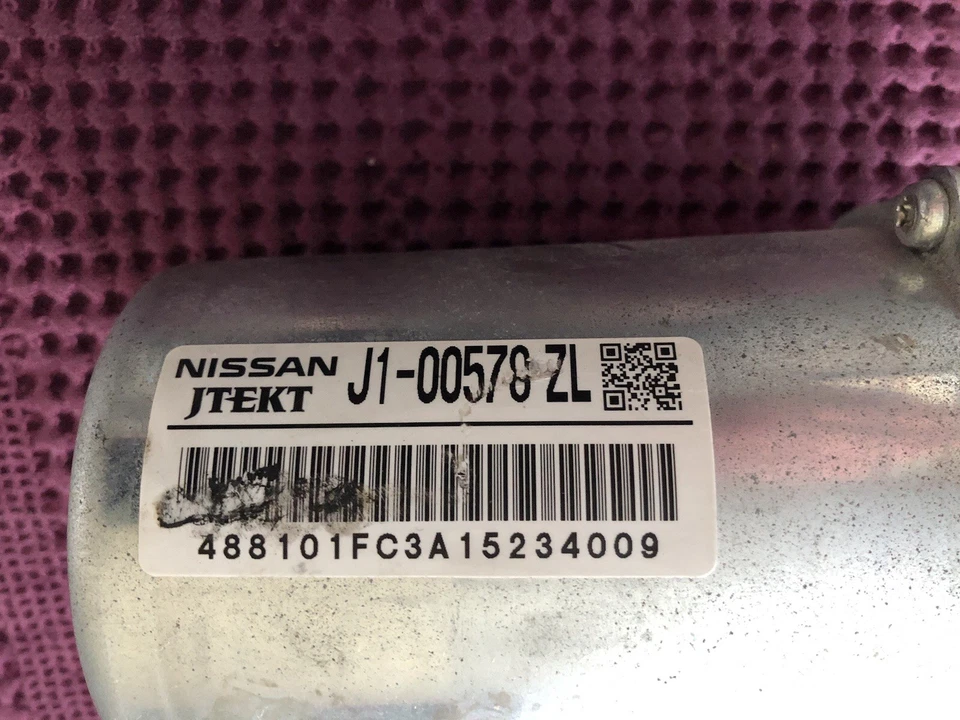 NISSAN
JTEKT
J1-00578 ZL
488101FC3A15234009